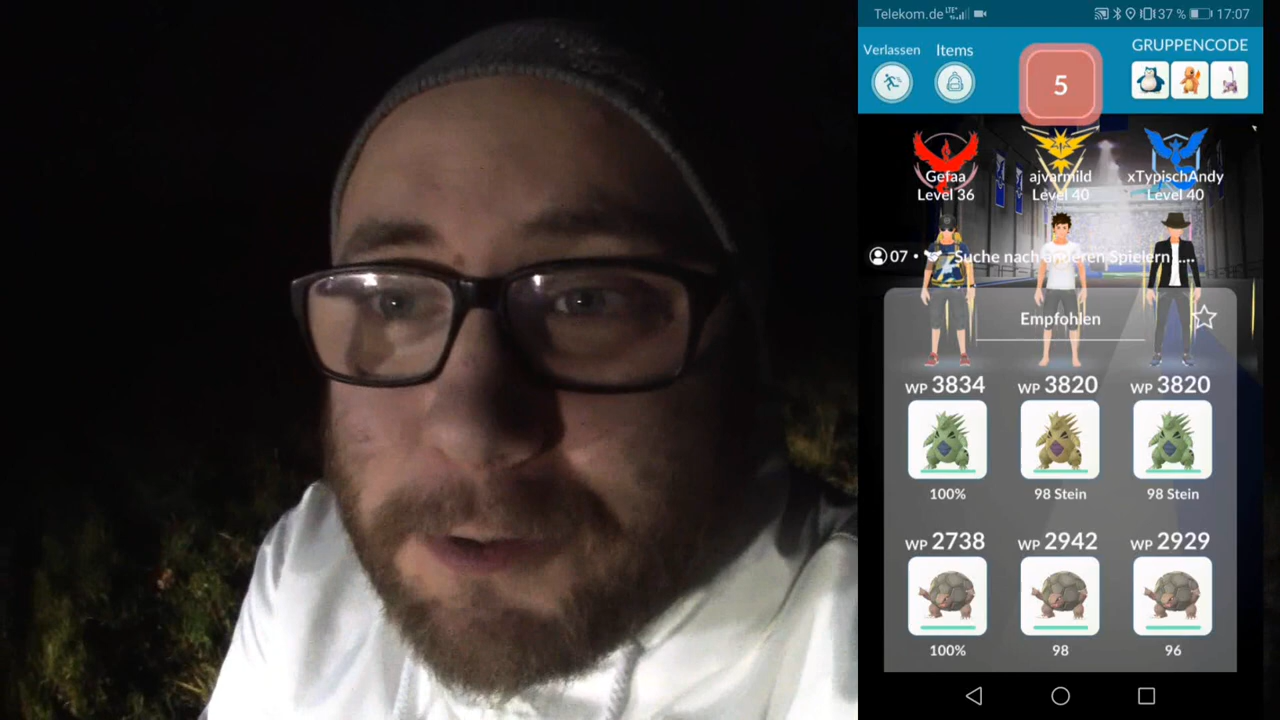 Telekom.de 37 % 17:07
Verlassen Items 5 GRUPPENCODE
Gefaa ajvarmild xTypischAndy
Level 36 Level 40 Level 40
07 • Suche nach anderen Spielern.....
Empfohlen
WP 3834 WP 3820 WP 3820
100% 98 Stein 98 Stein
WP 2738 WP 2942 WP 2929
100% 98 96